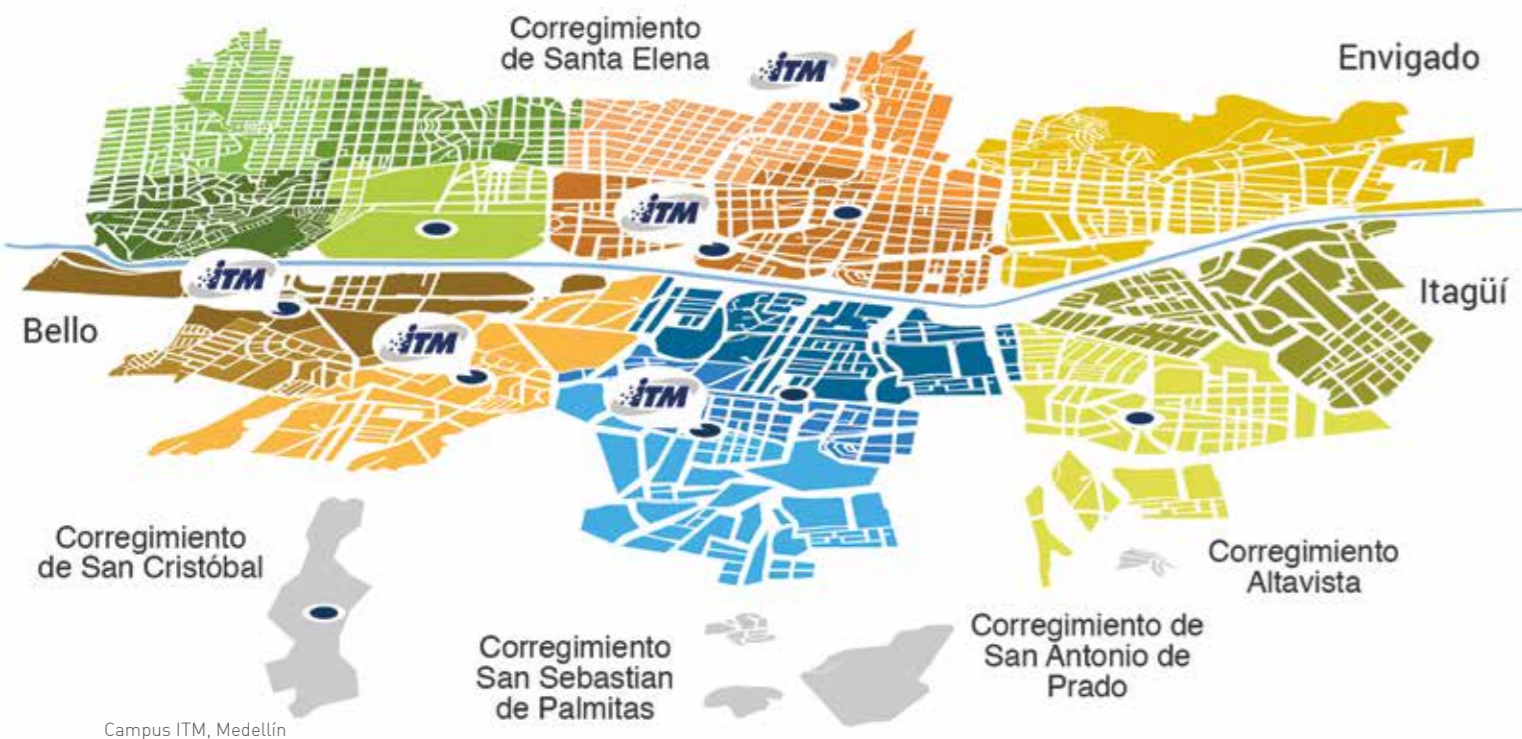 Corregimiento
de Santa Elena
iTM
Envigado
iTM
iTM
Itagüí
Bello
iTM
iTM
Corregimiento
de San Cristóbal
Corregimiento
Altavista
Corregimiento
San Sebastian
de Palmitas
Corregimiento de
San Antonio de
Prado
Campus ITM, Medellín